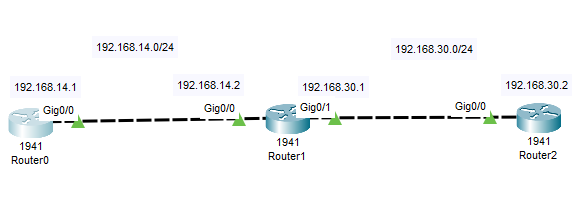 192.168.14.0/24
192.168.30.0/24
192.168.14.1
192.168.14.2
192.168.30.1
192.168.30.2
Gig0/0
Gig0/0
Gig0/1
Gig0/0
1941
Router0
1941
Router1
1941
Router2